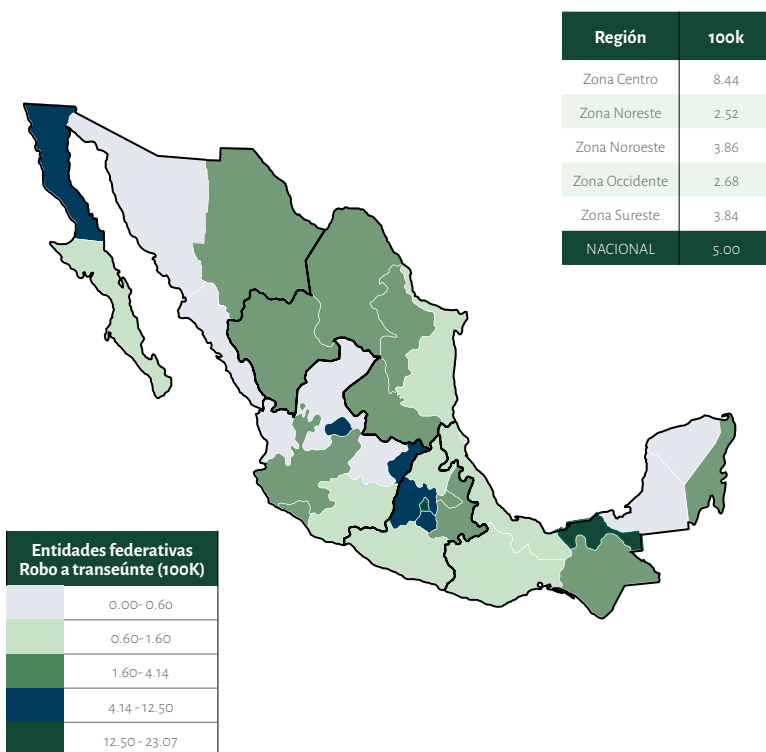 Región 100k
Zona Centro 8.44
Zona Noreste 2.52
Zona Noroeste 3.86
Zona Occidente 2.68
Zona Sureste 3.84
NACIONAL 5.00
Entidades federativas
Robo a transeúnte (100K)
0.00-0.60
0.60-1.60
1.60-4.14
4.14-12.50
12.50-23.07